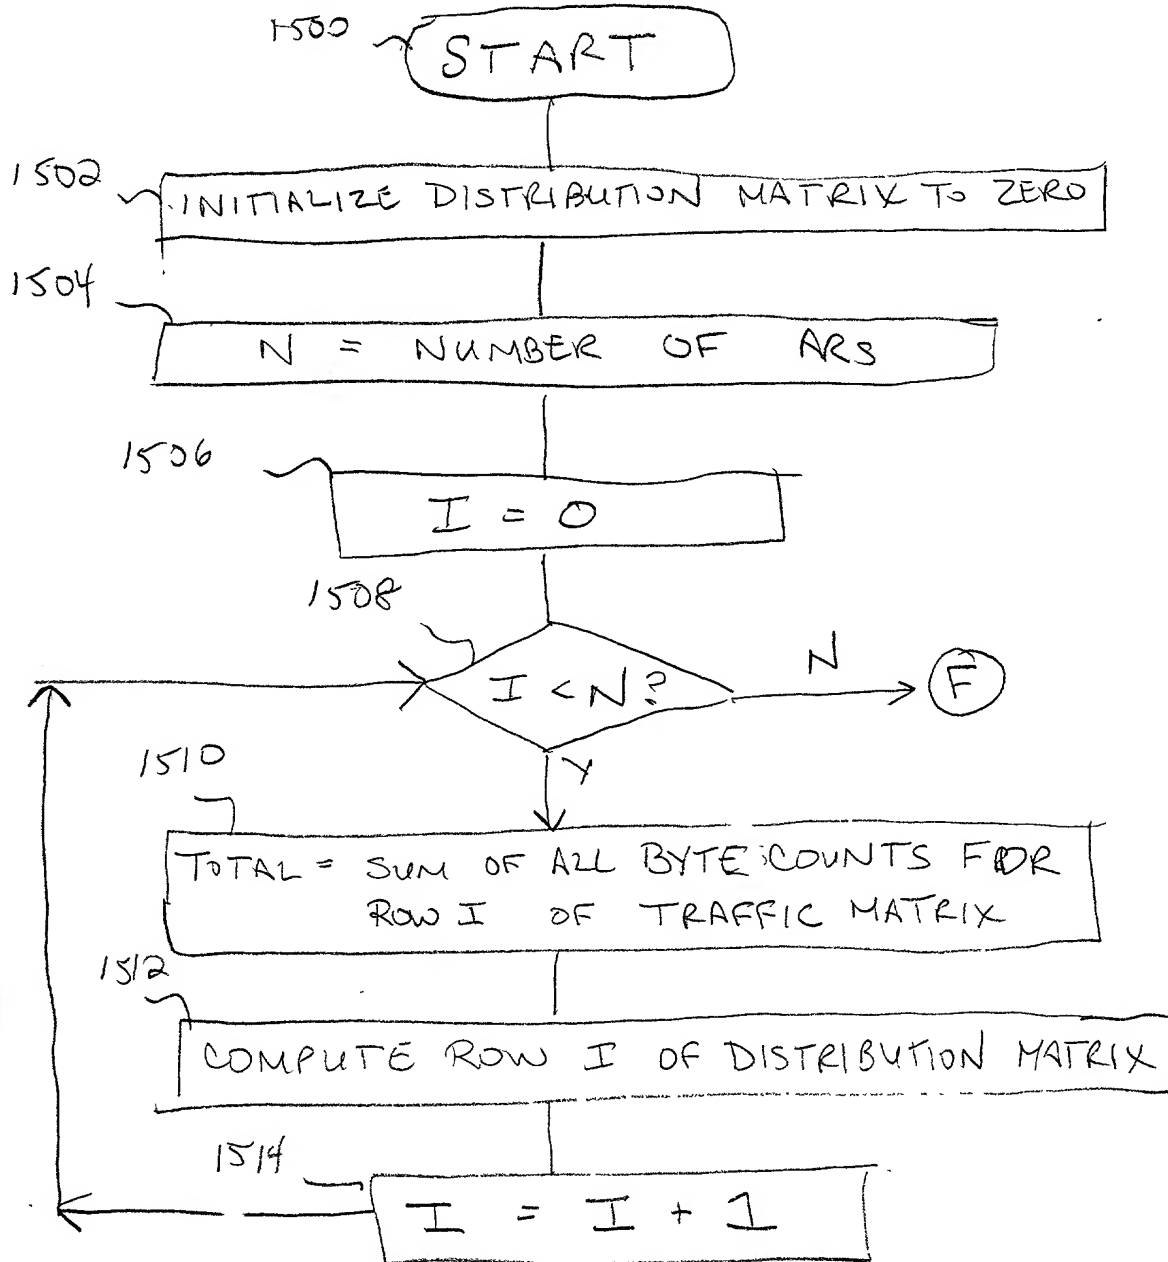 1500
START
1502
INITIALIZE DISTRIBUTION MATRIX TO ZERO
1504
N = NUMBER OF ARS
1506
I = 0
1508
I < N?
N
F
Y
1510
TOTAL = SUM OF ALL BYTE COUNTS FOR
ROW I OF TRAFFIC MATRIX
1512
COMPUTE ROW I OF DISTRIBUTION MATRIX
1514
I = I + 1